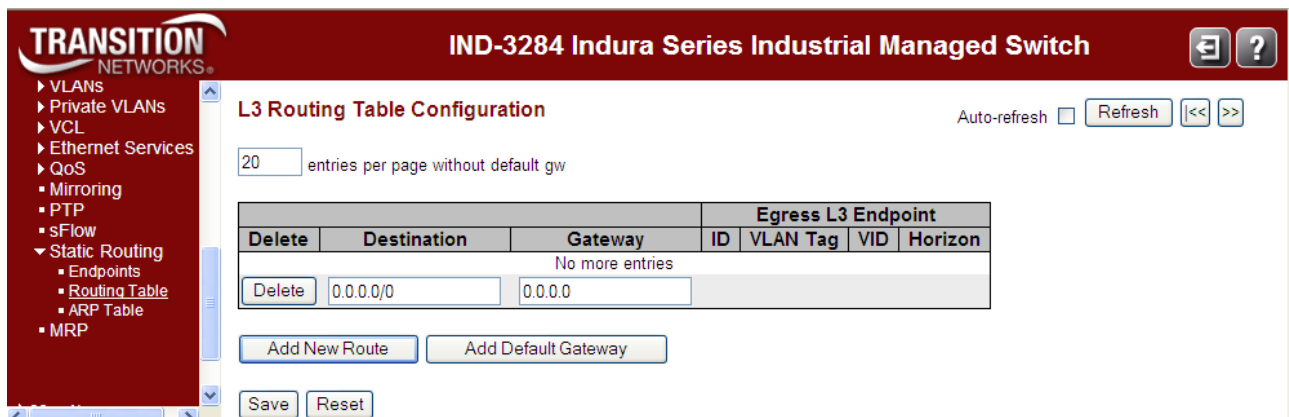 TRANSITION
NETWORKS®
IND-3284 Indura Series Industrial Managed Switch
?
VLANs
Private VLANs
VCL
Ethernet Services
QoS
Mirroring
PTP
sFlow
Static Routing
Endpoints
Routing Table
ARP Table
MRP
L3 Routing Table Configuration
Auto-refresh Refresh |<< >>
20 entries per page without default gw
Egress L3 Endpoint
Delete Destination Gateway ID VLAN Tag VID Horizon
No more entries
Delete 0.0.0.0/0 0.0.0.0
Add New Route Add Default Gateway
Save Reset